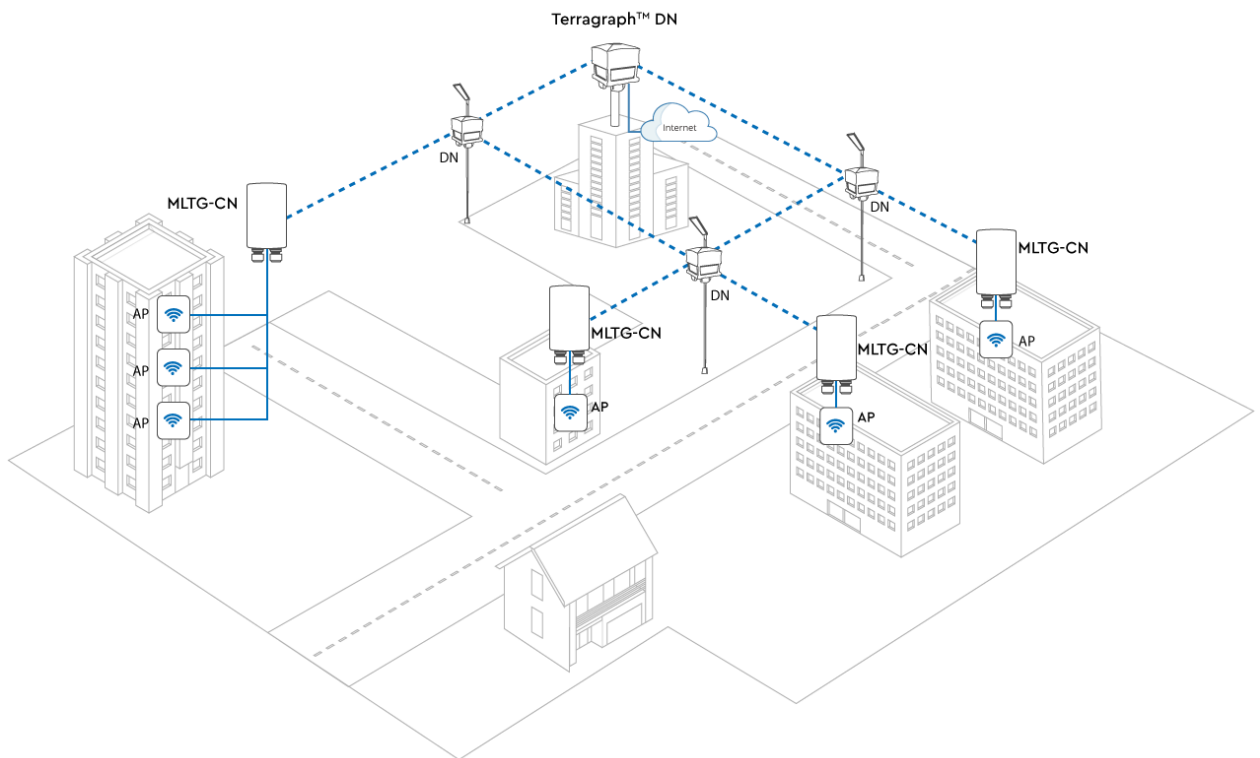 Terragraph™ DN
Internet
DN
MLTG-CN
DN
MLTG-CN
DN
MLTG-CN
MLTG-CN
AP
AP
AP
AP
AP
AP